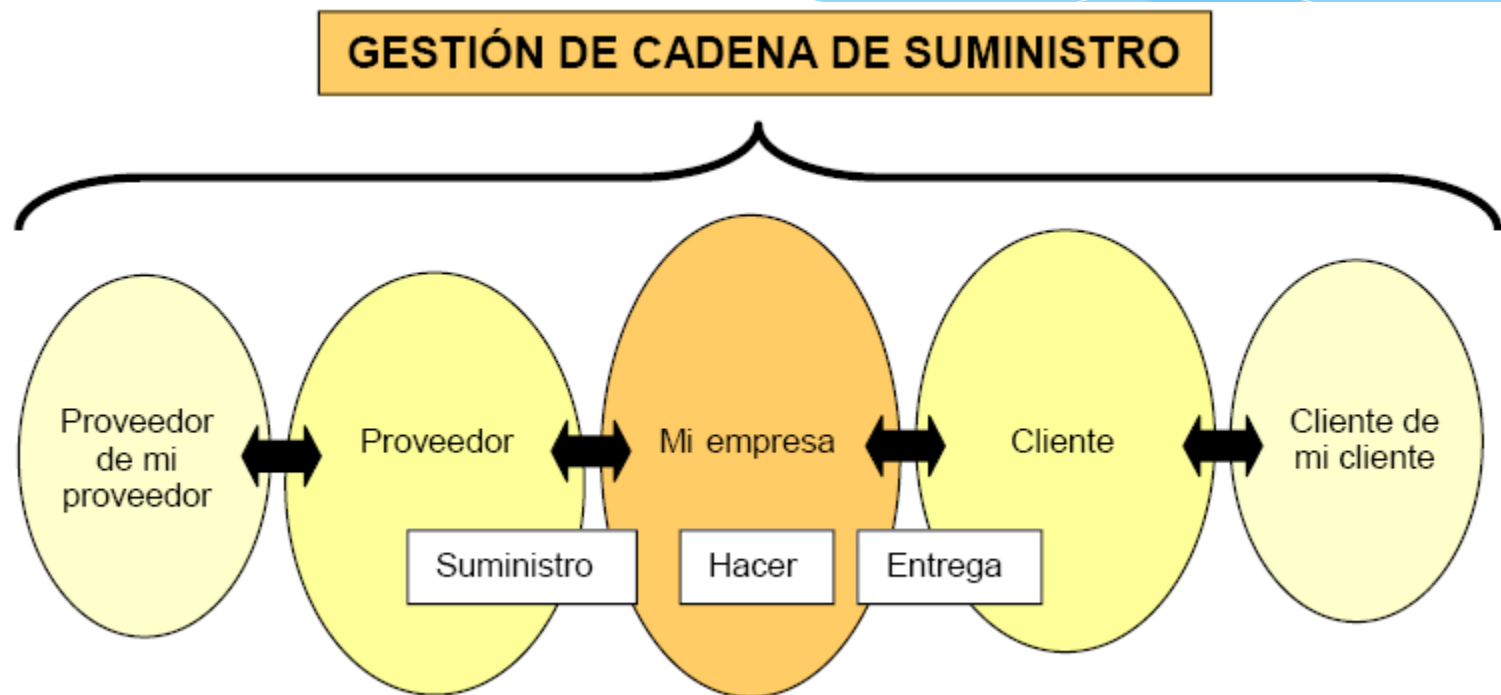 GESTIÓN DE CADENA DE SUMINISTRO
Proveedor
de mi
proveedor
Proveedor
Mi empresa
Cliente
Cliente de
mi cliente
Suministro
Hacer
Entrega